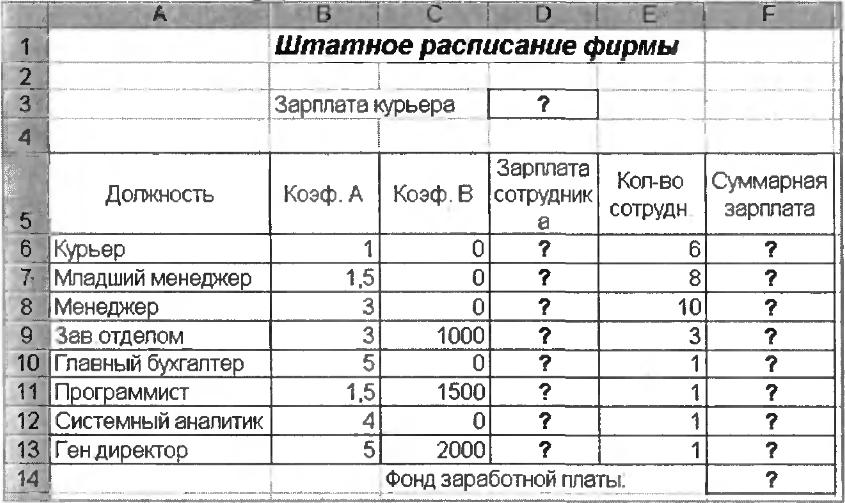 A B C D E F
1 Штатное расписание фирмы
2
3 Зарплата курьера ?
4
5 Должность Коэф. А Коэф. В Зарплата сотрудник а Кол-во сотрудн. Суммарная зарплата
6 Курьер 1 0 ? 6 ?
7 Младший менеджер 1,5 0 ? 8 ?
8 Менеджер 3 0 ? 10 ?
9 Зав отделом 3 1000 ? 3 ?
10 Главный бухгалтер 5 0 ? 1 ?
11 Программист 1,5 1500 ? 1 ?
12 Системный аналитик 4 0 ? 1 ?
13 Ген директор 5 2000 ? 1 ?
14 Фонд заработной платы: ?